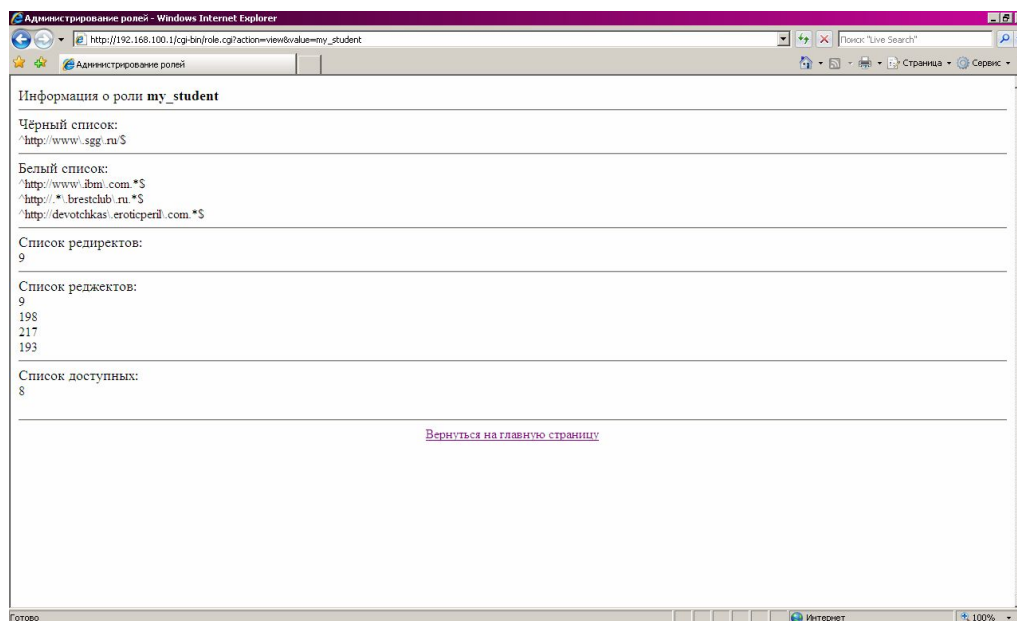 Администрирование ролей - Windows Internet Explorer
http://192.168.100.1/cgi-bin/role.cgi?action=view&value=my_student
Поиск "Live Search"
Администрирование ролей
Страница
Сервис
Информация о роли my_student
Чёрный список:
^http://www\.sgg\.ru/$
Белый список:
^http://www\.ibm\.com.*$
^http://.*\.brestclub\.ru.*$
^http://devotchkas\.eroticperil\.com.*$
Список редиректов:
9
Список реджектов:
9
198
217
193
Список доступных:
8
Вернуться на главную страницу
Готово
Интернет
100%